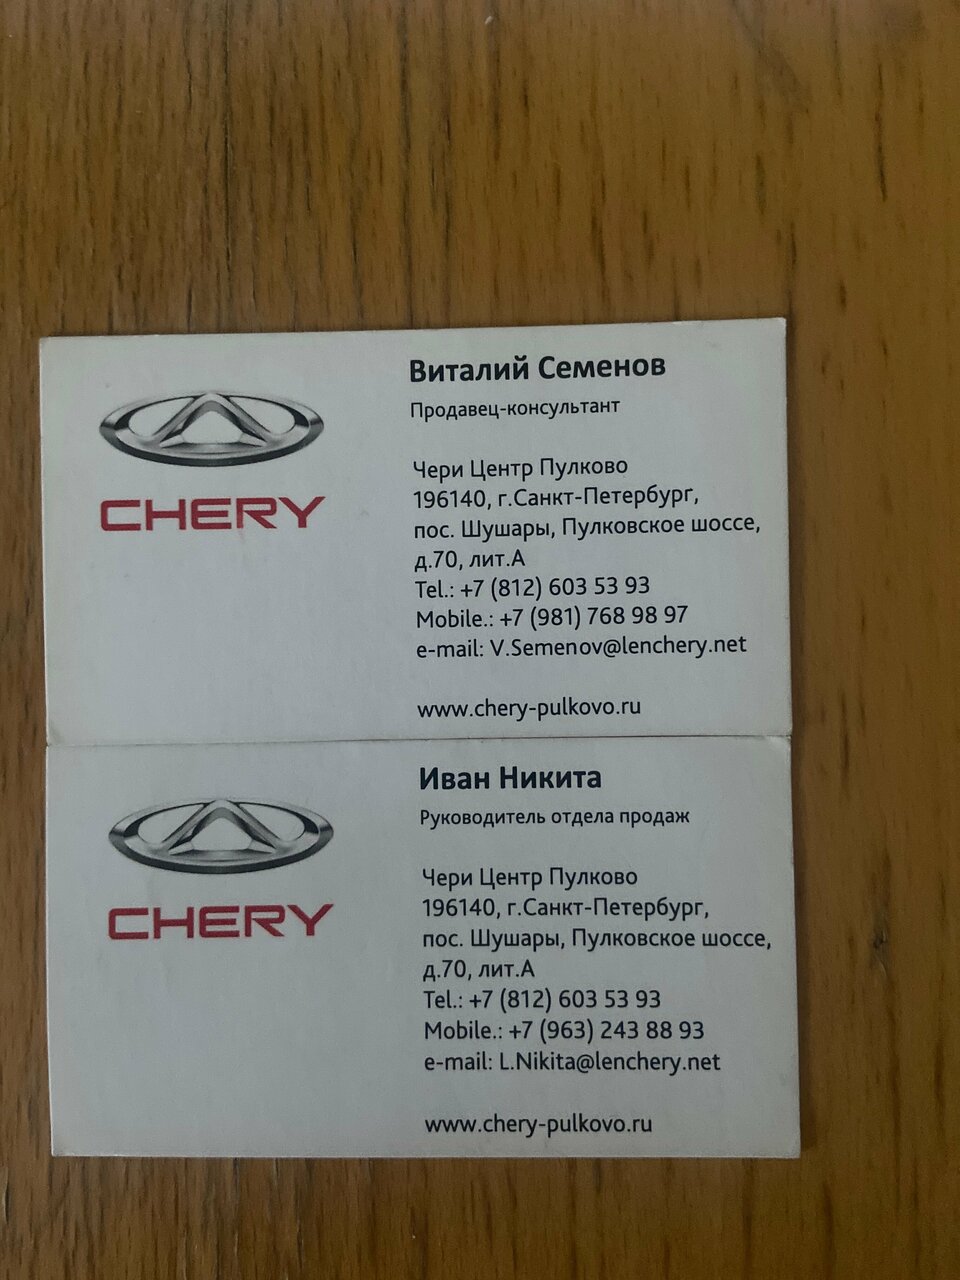 CHERY
Виталий Семенов
Продавец-консультант
Чери Центр Пулково
196140, г.Санкт-Петербург,
пос. Шушары, Пулковское шоссе,
д.70, лит.А
Tel.: +7 (812) 603 53 93
Mobile.: +7 (981) 768 98 97
e-mail: V.Semenov@lenchery.net
www.chery-pulkovo.ru
CHERY
Иван Никита
Руководитель отдела продаж
Чери Центр Пулково
196140, г.Санкт-Петербург,
пос. Шушары, Пулковское шоссе,
д.70, лит.А
Tel.: +7 (812) 603 53 93
Mobile.: +7 (963) 243 88 93
e-mail: L.Nikita@lenchery.net
www.chery-pulkovo.ru